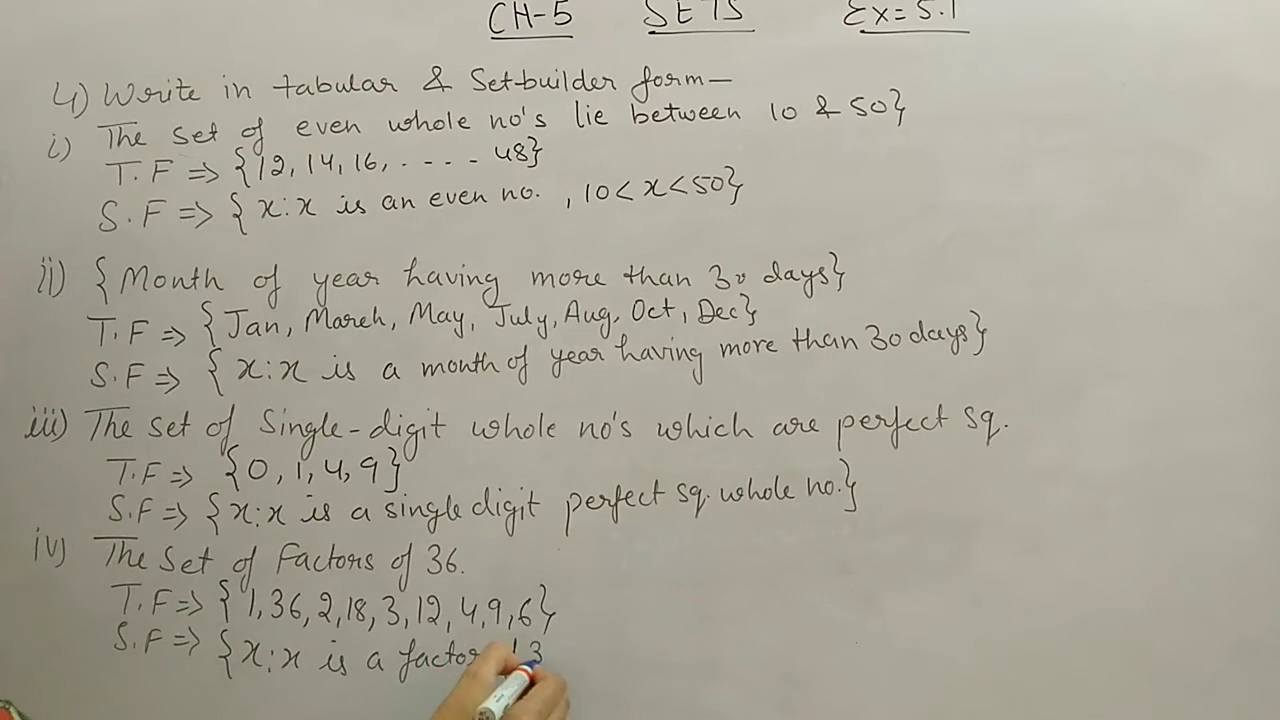 CH-5 SETS Ex= 5.1
4) Write in tabular & Set-builder form—
i) The set of even whole no's lie between 10 & 50}
T.F => {12, 14, 16, ..... 48}
S.F => {x:x is an even no. , 10<x<50}
ii) {Month of year having more than 30 days}
T.F => {Jan, March, May, July, Aug, Oct, Dec}
S.F => {x:x is a month of year having more than 30 days}
iii) The set of Single-digit whole no's which are perfect sq.
T.F => {0, 1, 4, 9}
S.F => {x:x is a single digit perfect sq. whole no.}
iv) The Set of Factors of 36.
T.F => {1, 36, 2, 18, 3, 12, 4, 9, 6}
S.F => {x:x is a factor 3